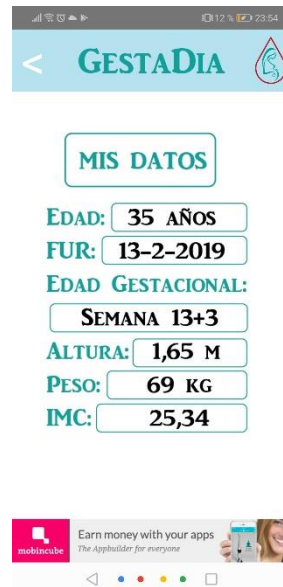 12 % 23:54
< GESTADIA
MIS DATOS
EDAD: 35 AÑOS
FUR: 13-2-2019
EDAD GESTACIONAL:
SEMANA 13+3
ALTURA: 1,65 M
PESO: 69 KG
IMC: 25,34
Earn money with your apps
mobincube The Appbuilder for everyone